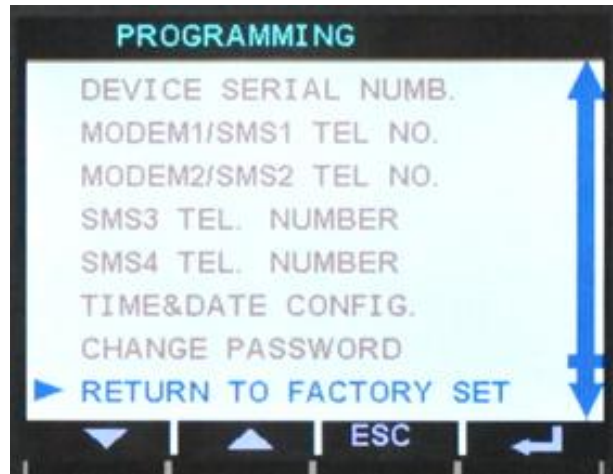 PROGRAMMING
DEVICE SERIAL NUMB.
MODEM1/SMS1 TEL NO.
MODEM2/SMS2 TEL NO.
SMS3 TEL. NUMBER
SMS4 TEL. NUMBER
TIME&DATE CONFIG.
CHANGE PASSWORD
RETURN TO FACTORY SET
ESC